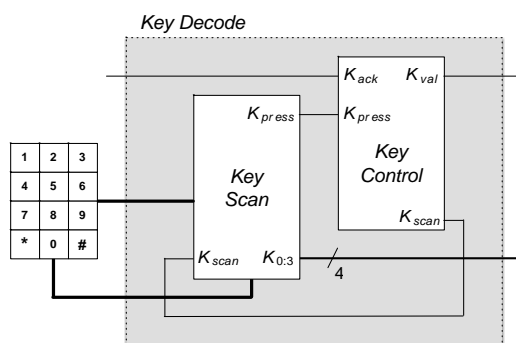 Key Decode
K_ack K_val
K_press K_press
Key
Control
Key
Scan
K_scan
K_scan K_0:3
4
1 2 3
4 5 6
7 8 9
* 0 #